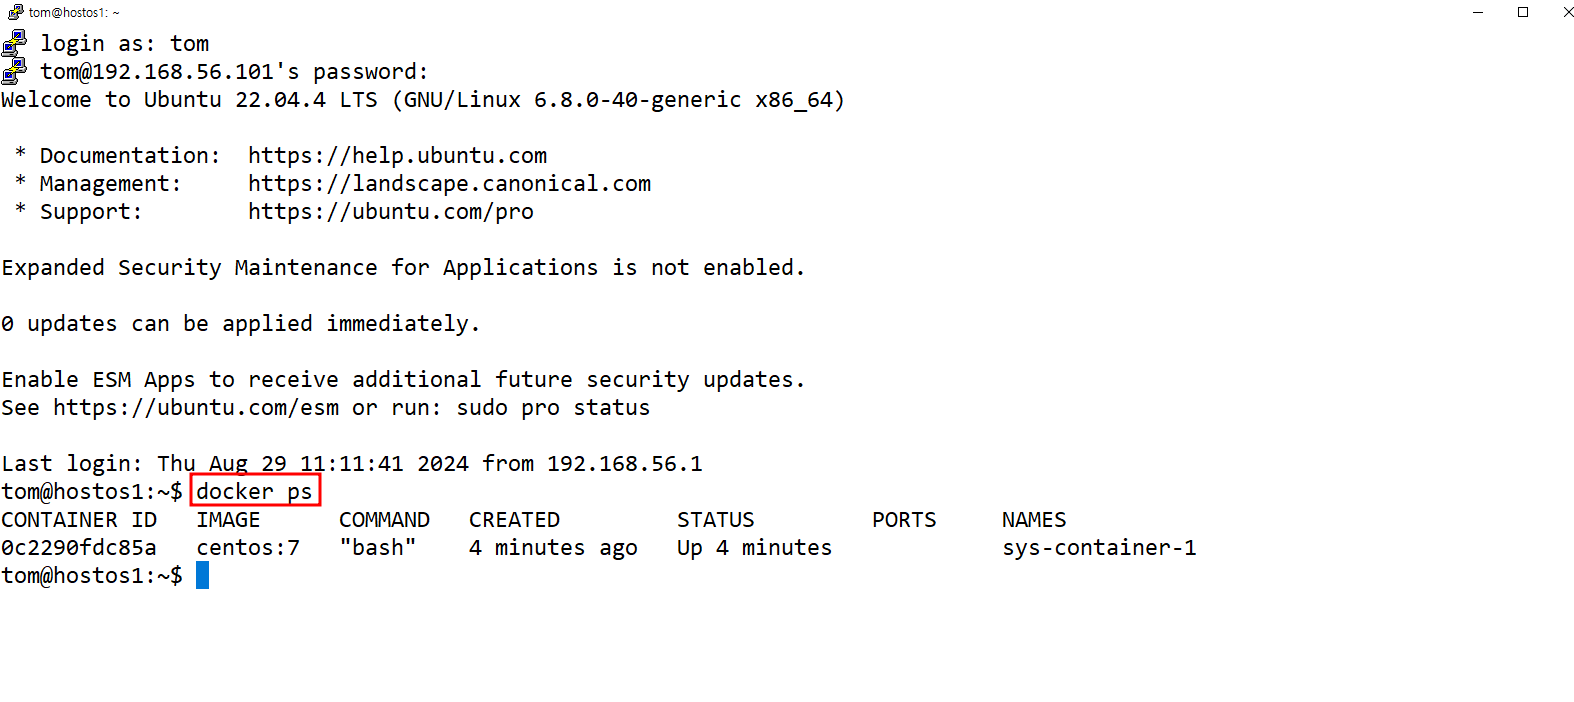 tom@hostos1: ~
login as: tom
tom@192.168.56.101's password:
Welcome to Ubuntu 22.04.4 LTS (GNU/Linux 6.8.0-40-generic x86_64)
* Documentation:  https://help.ubuntu.com
* Management:     https://landscape.canonical.com
* Support:        https://ubuntu.com/pro
Expanded Security Maintenance for Applications is not enabled.
0 updates can be applied immediately.
Enable ESM Apps to receive additional future security updates.
See https://ubuntu.com/esm or run: sudo pro status
Last login: Thu Aug 29 11:11:41 2024 from 192.168.56.1
tom@hostos1:~$ docker ps
CONTAINER ID   IMAGE      COMMAND   CREATED         STATUS         PORTS     NAMES
0c2290fdc85a   centos:7   "bash"    4 minutes ago   Up 4 minutes             sys-container-1
tom@hostos1:~$